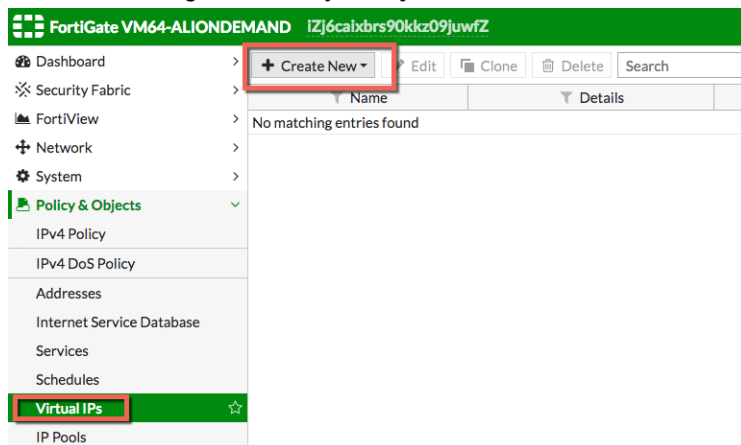 FortiGate VM64-ALIONDEMAND iZj6caixbrs90kkz09juwfZ
Dashboard
Security Fabric
FortiView
Network
System
Policy & Objects
IPv4 Policy
IPv4 DoS Policy
Addresses
Internet Service Database
Services
Schedules
Virtual IPs
IP Pools
+ Create New Edit Clone Delete Search
Name Details
No matching entries found